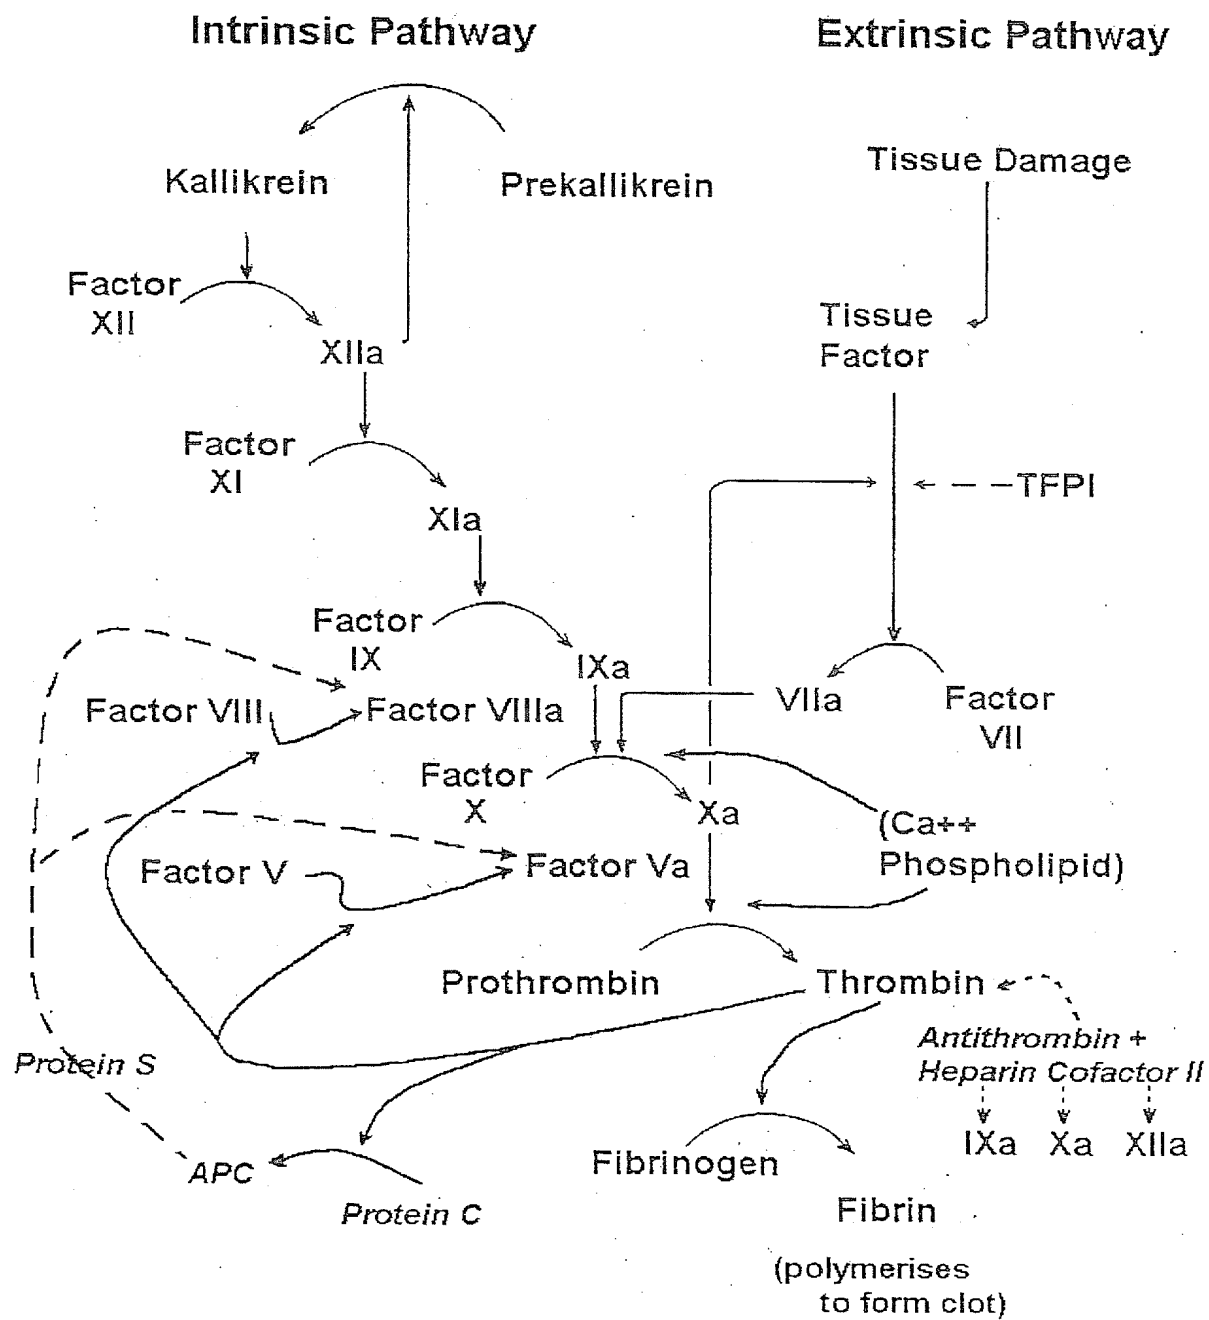 Intrinsic Pathway
Extrinsic Pathway
Kallikrein
Prekallikrein
Tissue Damage
Factor
XII
XIIa
Tissue
Factor
Factor
XI
XIa
TFPI
Factor
IX
IXa
Factor VIII
Factor VIIIa
VIIa
Factor
VII
Factor
X
Xa
(Ca++
Phospholipid)
Factor V
Factor Va
Prothrombin
Thrombin
Antithrombin +
Heparin Cofactor II
Protein S
IXa
Xa
XIIa
APC
Protein C
Fibrinogen
Fibrin
(polymerises
to form clot)